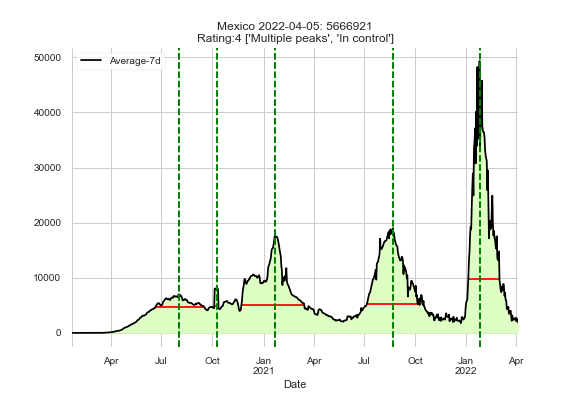 Mexico 2022-04-05: 5666921
Rating:4 ['Multiple peaks', 'In control']
Average-7d
50000
40000
30000
20000
10000
0
Apr Jul Oct Jan Apr Jul Oct Jan Apr
2021 2022
Date